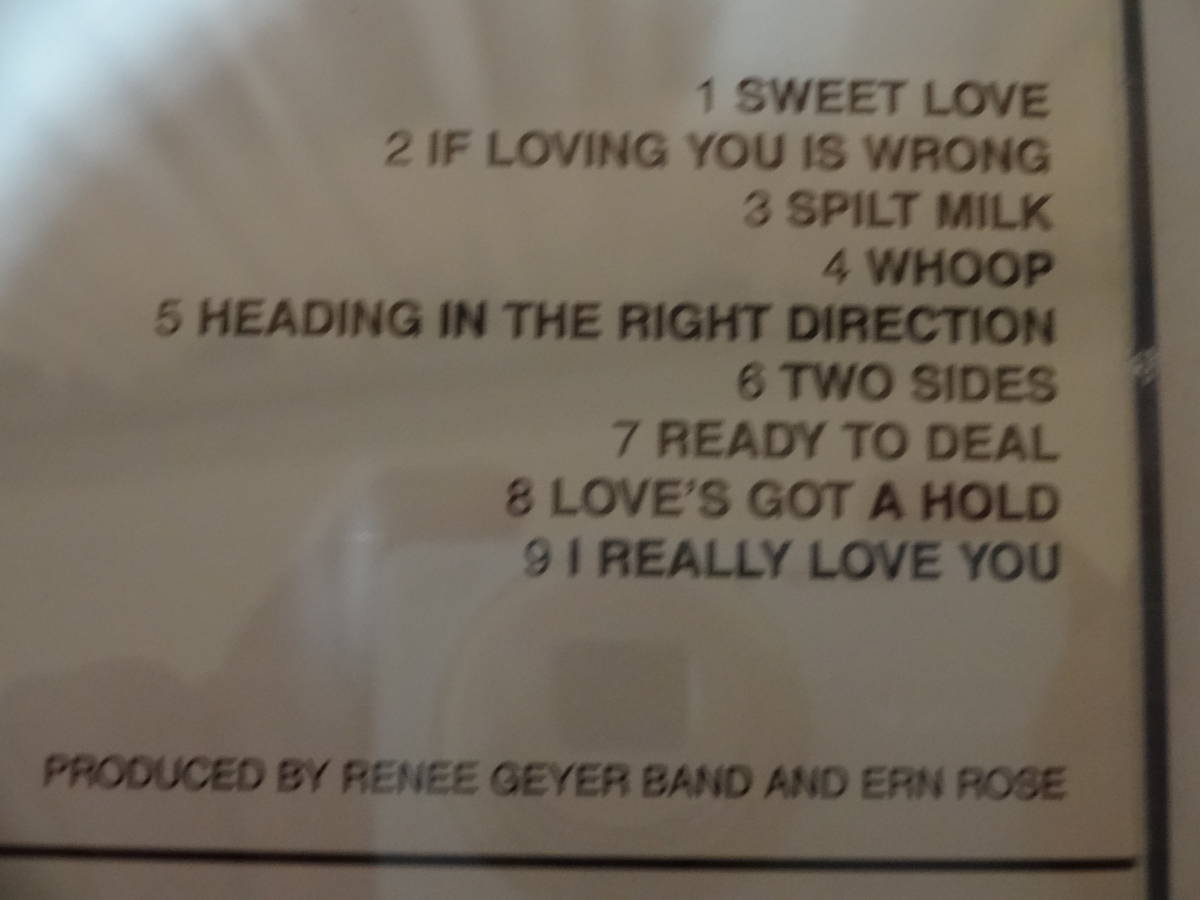 1 SWEET LOVE
2 IF LOVING YOU IS WRONG
3 SPILT MILK
4 WHOOP
5 HEADING IN THE RIGHT DIRECTION
6 TWO SIDES
7 READY TO DEAL
8 LOVE'S GOT A HOLD
9 I REALLY LOVE YOU
PRODUCED BY RENEE GEYER BAND AND ERN ROSE